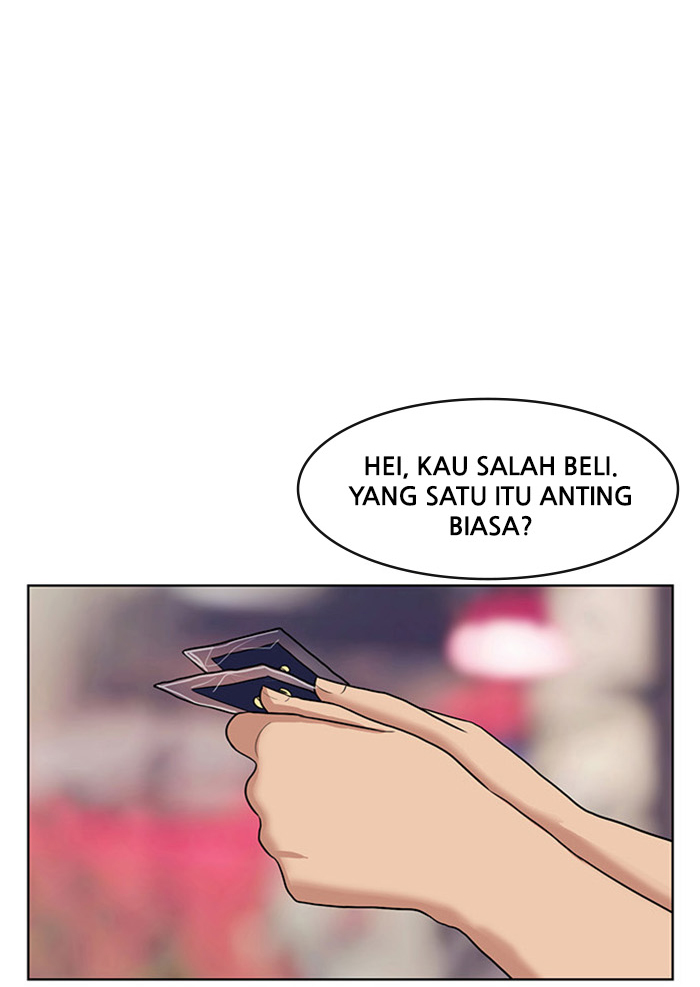 HEI, KAU SALAH BELI.
YANG SATU ITU ANTING
BIASA?